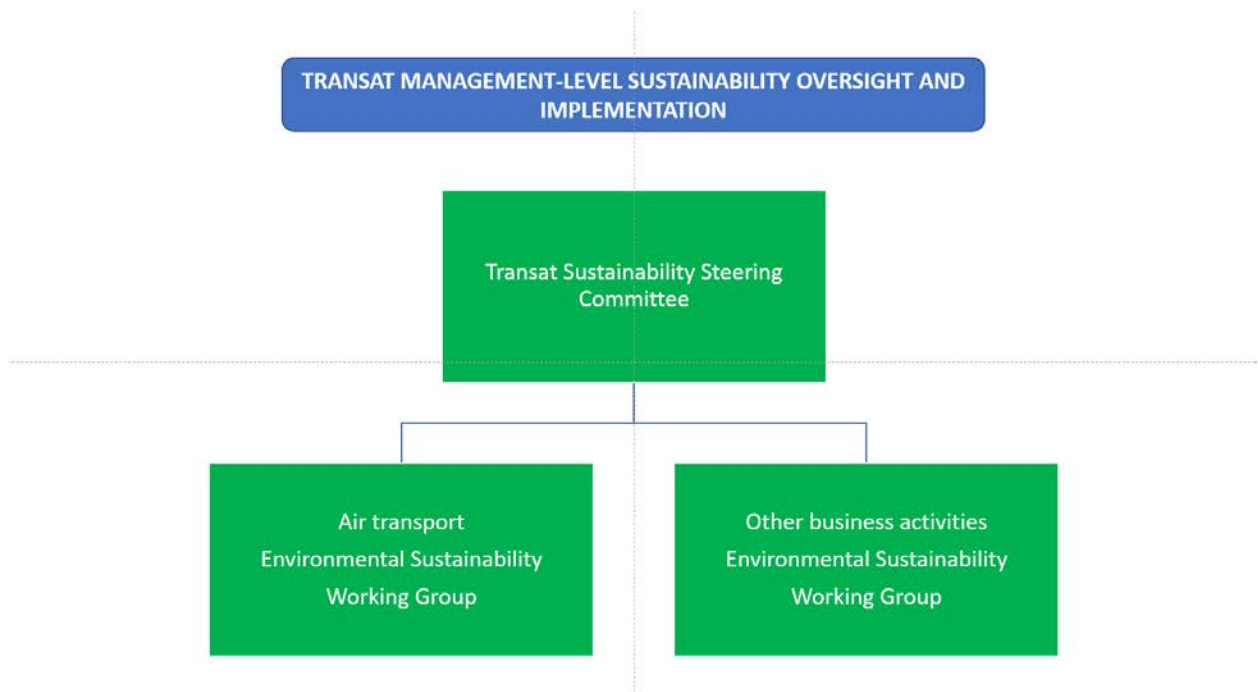 TRANSAT MANAGEMENT-LEVEL SUSTAINABILITY OVERSIGHT AND
IMPLEMENTATION
Transat Sustainability Steering
Committee
Air transport
Environmental Sustainability
Working Group
Other business activities
Environmental Sustainability
Working Group